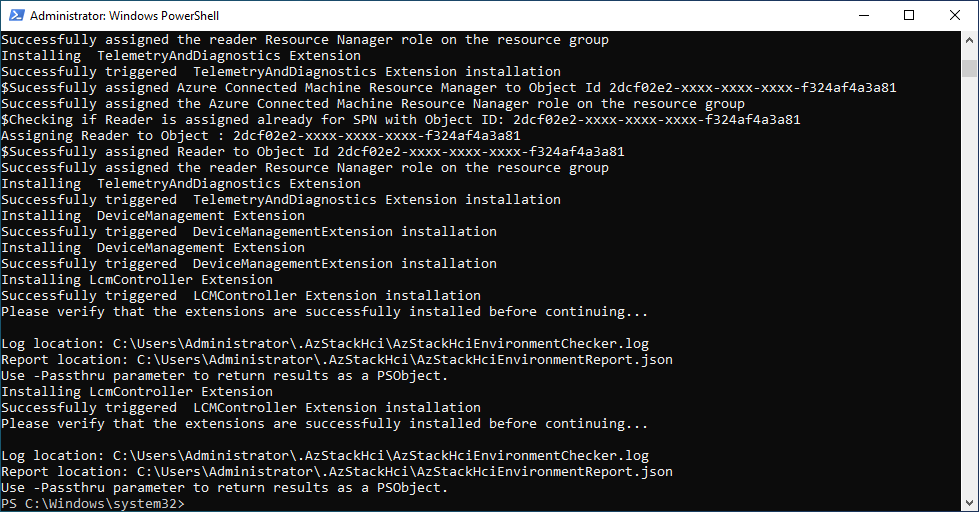 Administrator: Windows PowerShell
Successfully assigned the reader Resource Nanager role on the resource group
Installing  TelemetryAndDiagnostics Extension
Successfully triggered  TelemetryAndDiagnostics Extension installation
$Sucessfully assigned Azure Connected Machine Resource Manager to Object Id 2dcf02e2-xxxx-xxxx-xxxx-f324af4a3a81
Successfully assigned the Azure Connected Machine Resource Nanager role on the resource group
$Checking if Reader is assigned already for SPN with Object ID: 2dcf02e2-xxxx-xxxx-xxxx-f324af4a3a81
Assigning Reader to Object : 2dcf02e2-xxxx-xxxx-xxxx-f324af4a3a81
$Sucessfully assigned Reader to Object Id 2dcf02e2-xxxx-xxxx-xxxx-f324af4a3a81
Successfully assigned the reader Resource Nanager role on the resource group
Installing  TelemetryAndDiagnostics Extension
Successfully triggered  TelemetryAndDiagnostics Extension installation
Installing  DeviceManagement Extension
Successfully triggered  DeviceManagementExtension installation
Installing  DeviceManagement Extension
Successfully triggered  DeviceManagementExtension installation
Installing LcmController Extension
Successfully triggered  LCMController Extension installation
Please verify that the extensions are successfully installed before continuing...

Log location: C:\Users\Administrator\.AzStackHci\AzStackHciEnvironmentChecker.log
Report location: C:\Users\Administrator\.AzStackHci\AzStackHciEnvironmentReport.json
Use -Passthru parameter to return results as a PSObject.
Installing LcmController Extension
Successfully triggered  LCMController Extension installation
Please verify that the extensions are successfully installed before continuing...

Log location: C:\Users\Administrator\.AzStackHci\AzStackHciEnvironmentChecker.log
Report location: C:\Users\Administrator\.AzStackHci\AzStackHciEnvironmentReport.json
Use -Passthru parameter to return results as a PSObject.
PS C:\Windows\system32>